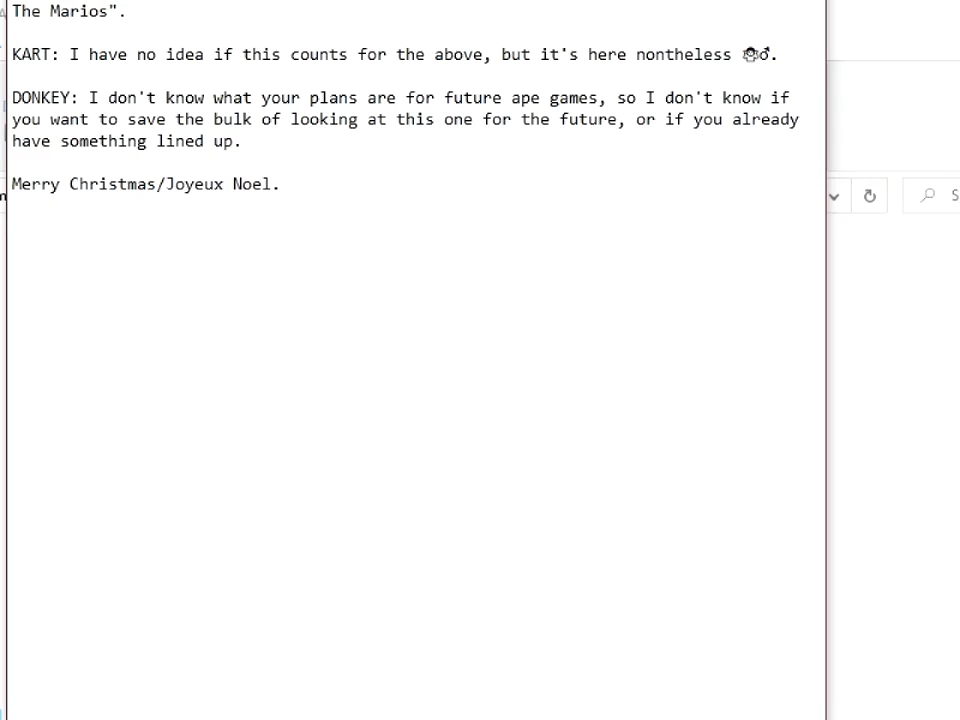 The Marios".
KART: I have no idea if this counts for the above, but it's here nontheless 🤷♂.
DONKEY: I don't know what your plans are for future ape games, so I don't know if
you want to save the bulk of looking at this one for the future, or if you already
have something lined up.
Merry Christmas/Joyeux Noel.
S